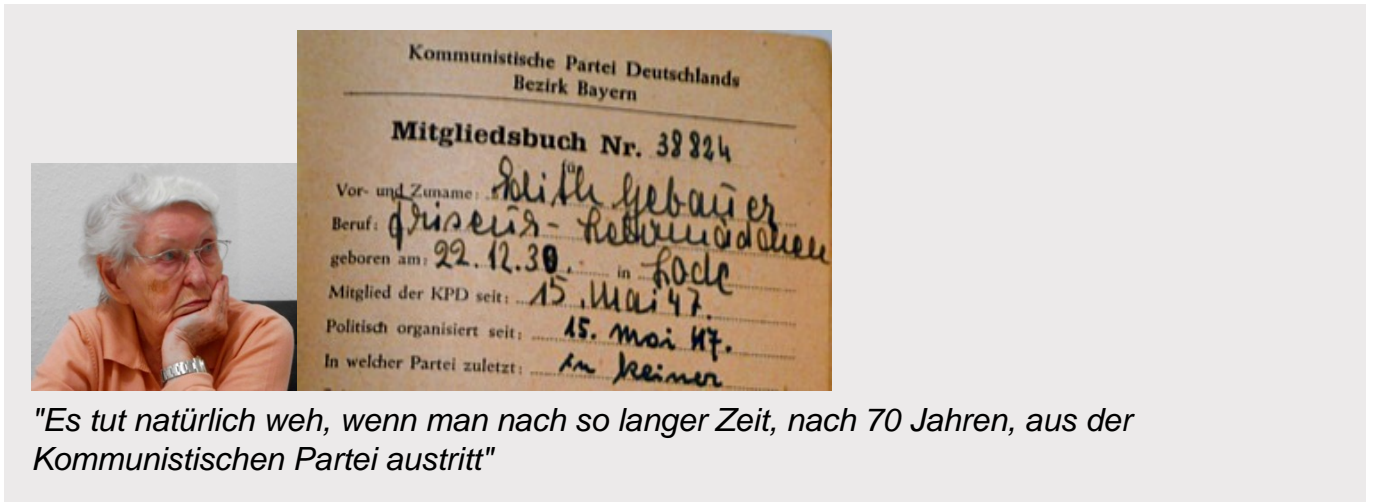 Kommunistische Partei Deutschlands
Bezirk Bayern
Mitgliedsbuch Nr. 38824
für
Vor- und Zuname: Edith Gebauer
Beruf: Friseur-Lehrmädchen
geboren am: 22.12.30. in Lode
Mitglied der KPD seit: 15. Mai 47.
Politisch organisiert seit: 15. Mai 47.
In welcher Partei zuletzt: in keiner
"Es tut natürlich weh, wenn man nach so langer Zeit, nach 70 Jahren, aus der
Kommunistischen Partei austritt"